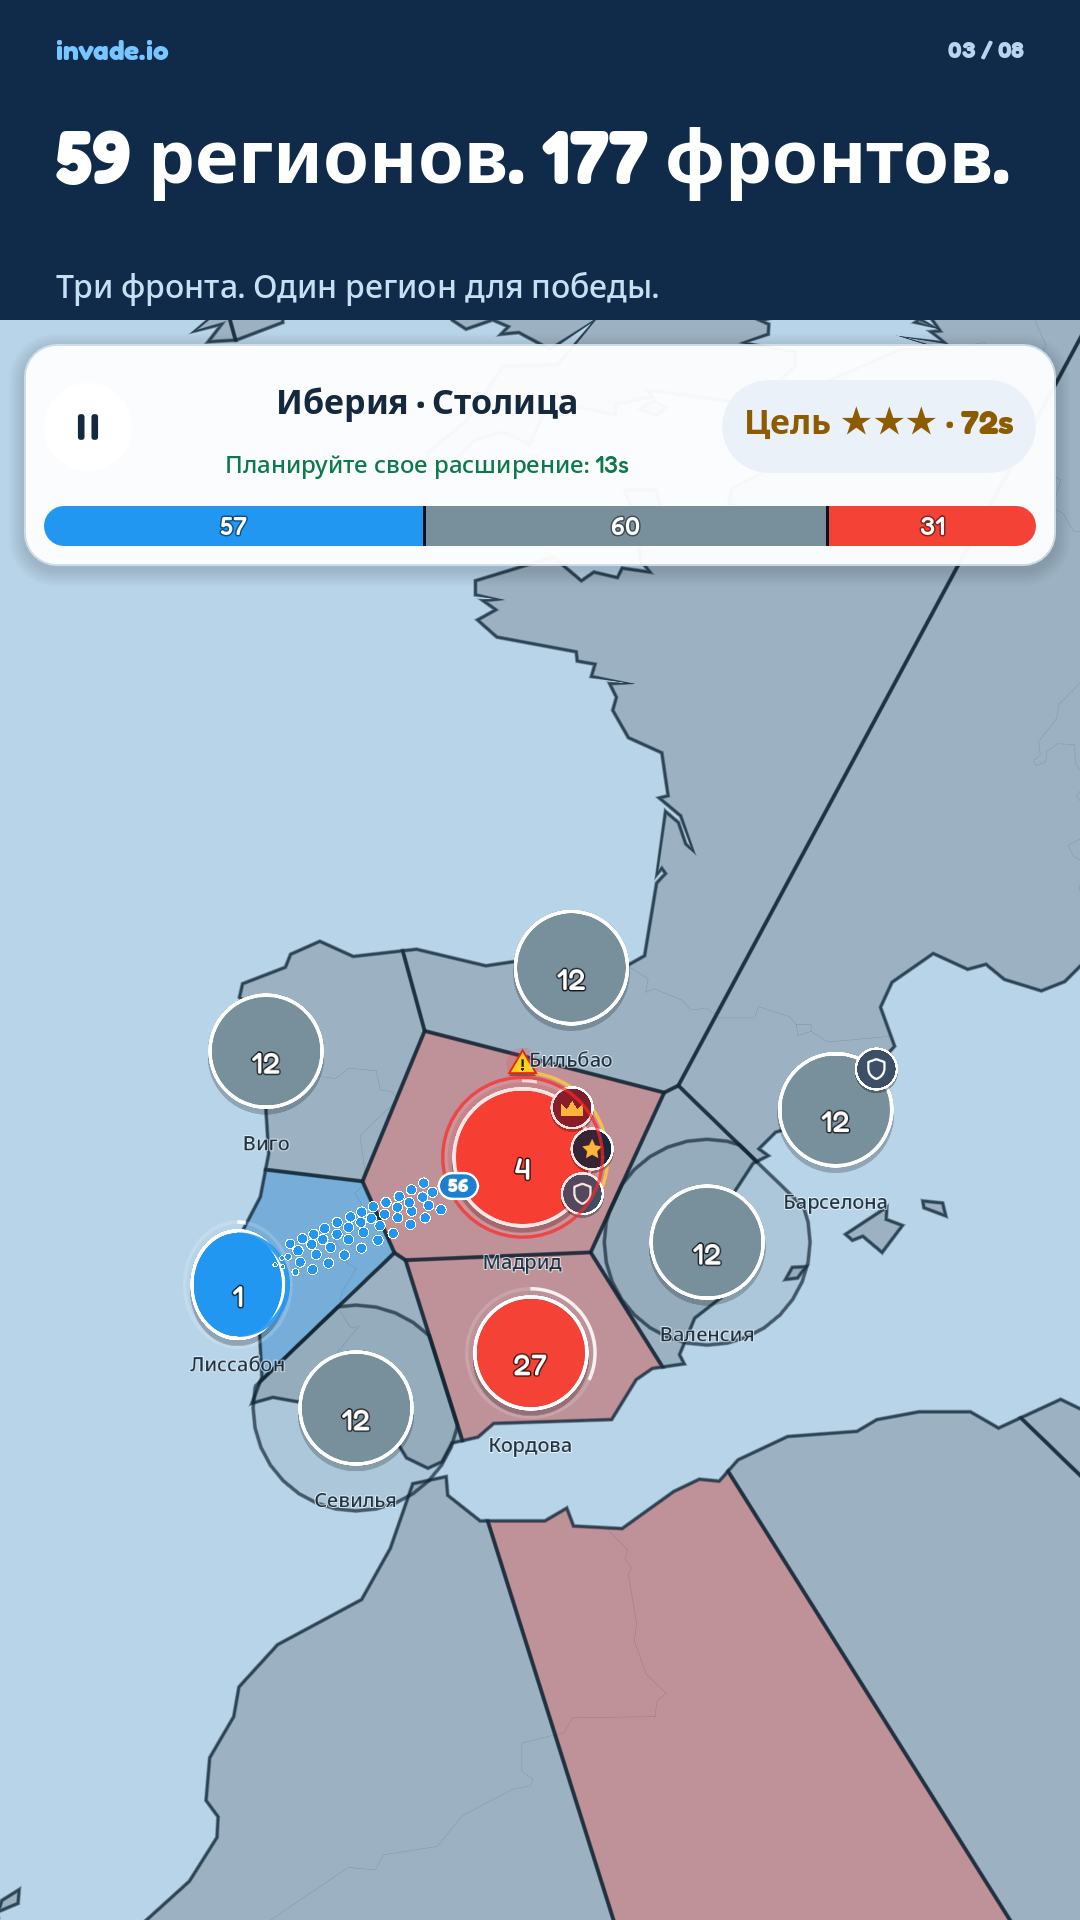 invade.io
03 / 08
59 регионов. 177 фронтов.
Три фронта. Один регион для победы.
Иберия · Столица
Цель ★★★ · 72s
Планируйте свое расширение: 13s
57
60
31
12
12
Бильбао
12
Виго
4
12
56
Барселона
12
Мадрид
1
Валенсия
Лиссабон
27
12
Кордова
Севилья